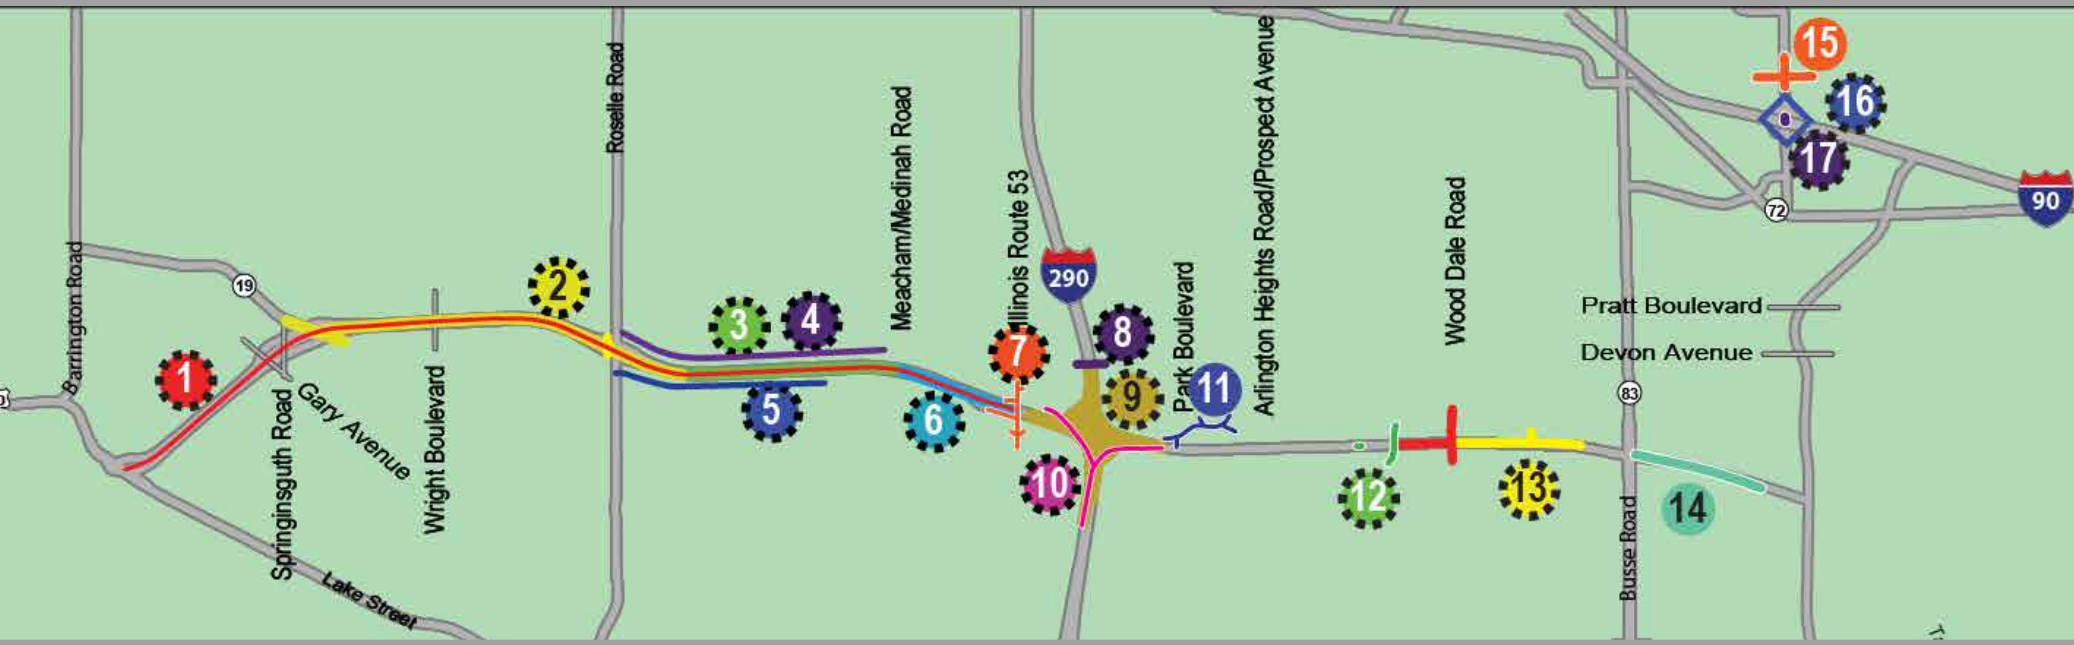 Barrington Road
19
1
Springinsguth Road
Gary Avenue
Lake Street
Wright Boulevard
2
Roselle Road
3
4
5
Meacham/Medinah Road
6
7
Illinois Route 53
290
8
9
10
Park Boulevard
11
Arlington Heights Road/Prospect Avenue
12
Wood Dale Road
13
83
Busse Road
14
Pratt Boulevard
Devon Avenue
15
16
17
72
90